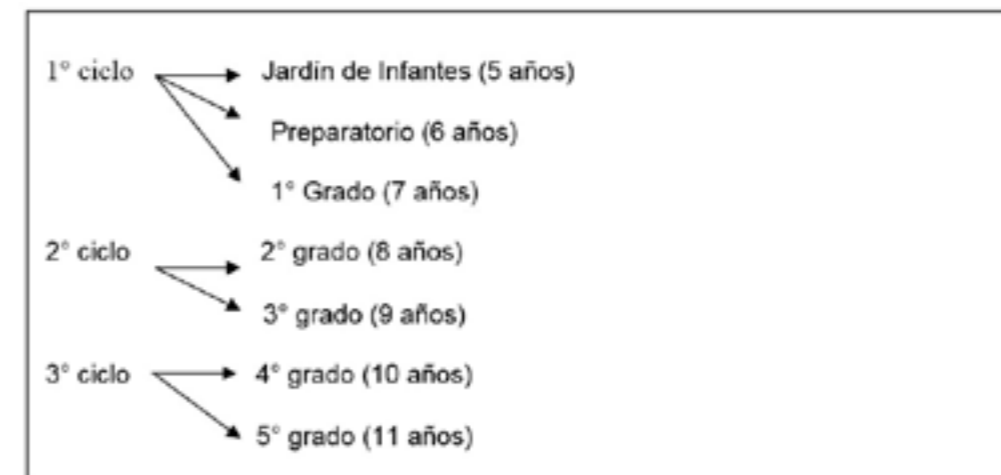 1° ciclo Jardín de Infantes (5 años)
Preparatorio (6 años)
1° Grado (7 años)
2° ciclo 2° grado (8 años)
3° grado (9 años)
3° ciclo 4° grado (10 años)
5° grado (11 años)